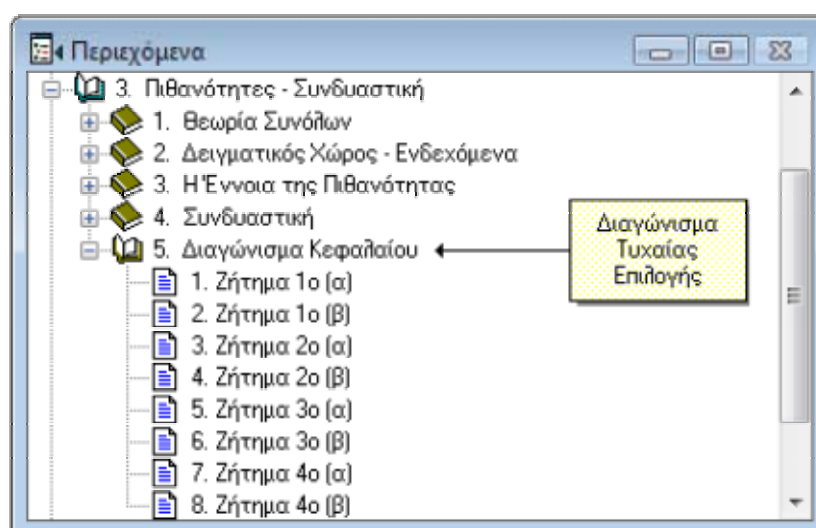 Περιεχόμενα
3. Πιθανότητες - Συνδυαστική
1. Θεωρία Συνόλων
2. Δειγματικός Χώρος - Ενδεχόμενα
3. Η Έννοια της Πιθανότητας
4. Συνδυαστική
5. Διαγώνισμα Κεφαλαίου
Διαγώνισμα
Τυχαίας
Επιλογής
1. Ζήτημα 1ο (α)
2. Ζήτημα 1ο (β)
3. Ζήτημα 2ο (α)
4. Ζήτημα 2ο (β)
5. Ζήτημα 3ο (α)
6. Ζήτημα 3ο (β)
7. Ζήτημα 4ο (α)
8. Ζήτημα 4ο (β)